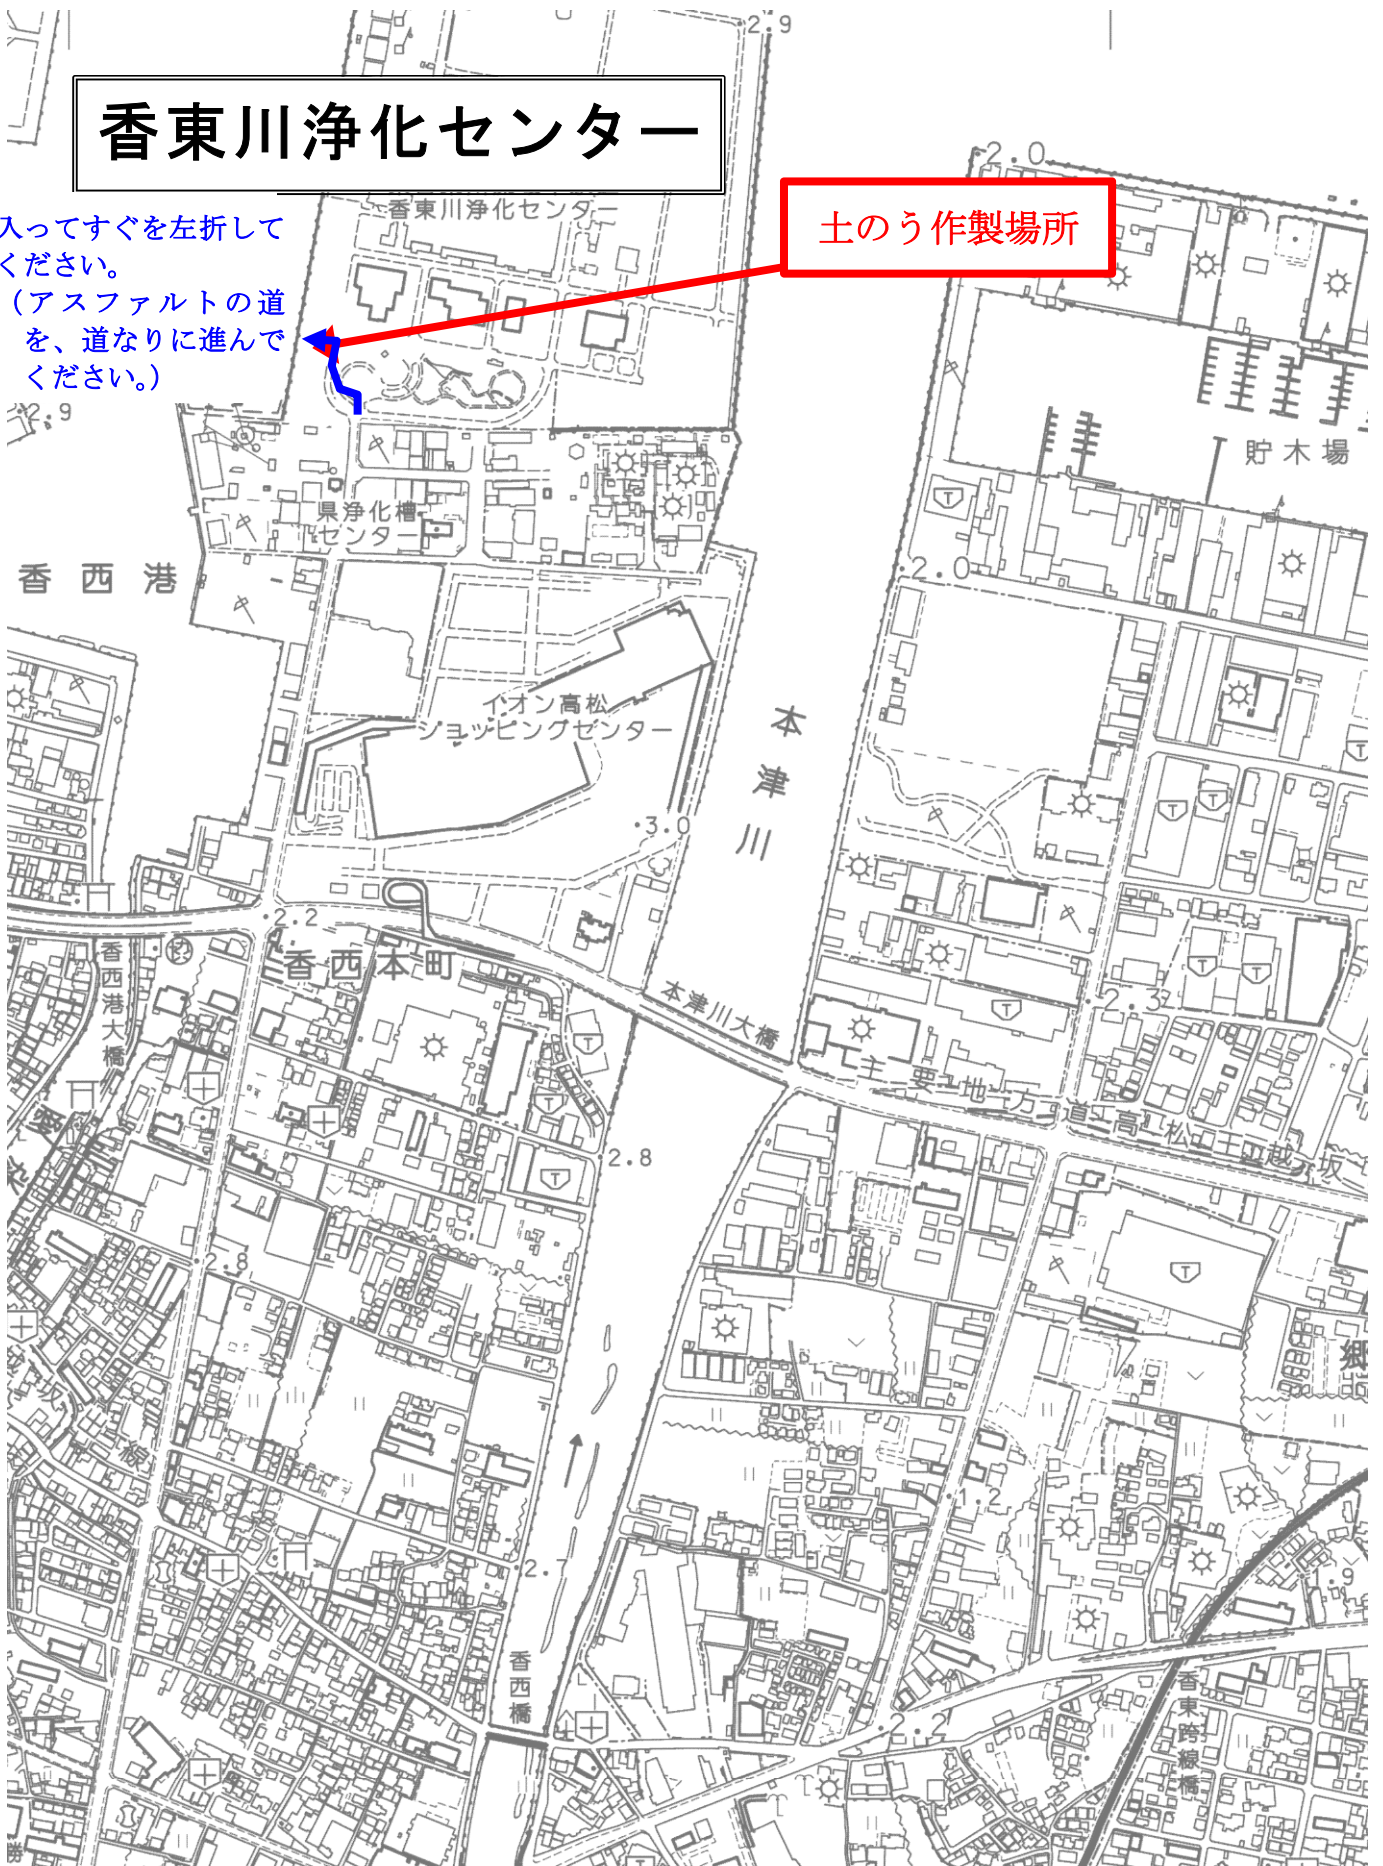 2.9
香東川浄化センター
2.0
香東川浄化センター
土のう作製場所
入ってすぐを左折して
ください。
（アスファルトの道
を、道なりに進んで
ください。）
2.9
貯木場
県浄化槽
センター
香西港
2.0
イオン高松
ショッピングセンター
本津川
3.0
2.2
香西本町
香西港大橋
本津川大橋
2.3
主要地方道高松王越坂
2.8
2.8
郷
坂
線
1.2
2.7
.9
香西橋
香東跨線橋
2.2